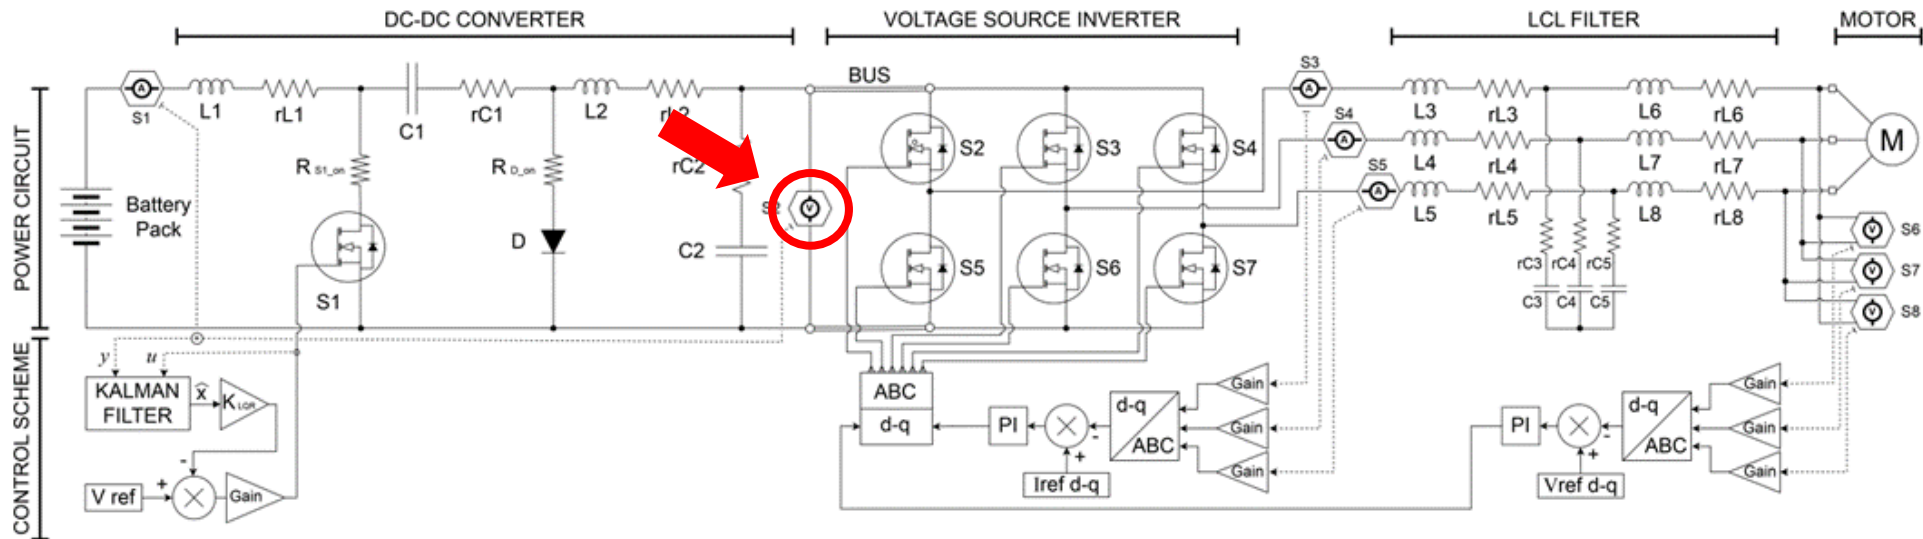 DC-DC CONVERTER
VOLTAGE SOURCE INVERTER
LCL FILTER
MOTOR
POWER CIRCUIT
CONTROL SCHEME
Battery
Pack
A
S1
L1
rL1
C1
rC1
L2
rL2
R S1_on
S1
R D_on
D
rC2
C2
BUS
S2
V
S2
S3
S4
S5
S6
S7
S3
A
S4
A
S5
A
L3
rL3
L4
rL4
L5
rL5
L6
rL6
L7
rL7
L8
rL8
rC3
rC4
rC5
C3
C4
C5
M
V
S6
V
S7
V
S8
y
u
KALMAN
FILTER
x̂
K LQR
V ref
+
-
Gain
ABC
d-q
PI
-
+
Iref d-q
d-q
ABC
Gain
Gain
Gain
PI
-
+
Vref d-q
d-q
ABC
Gain
Gain
Gain